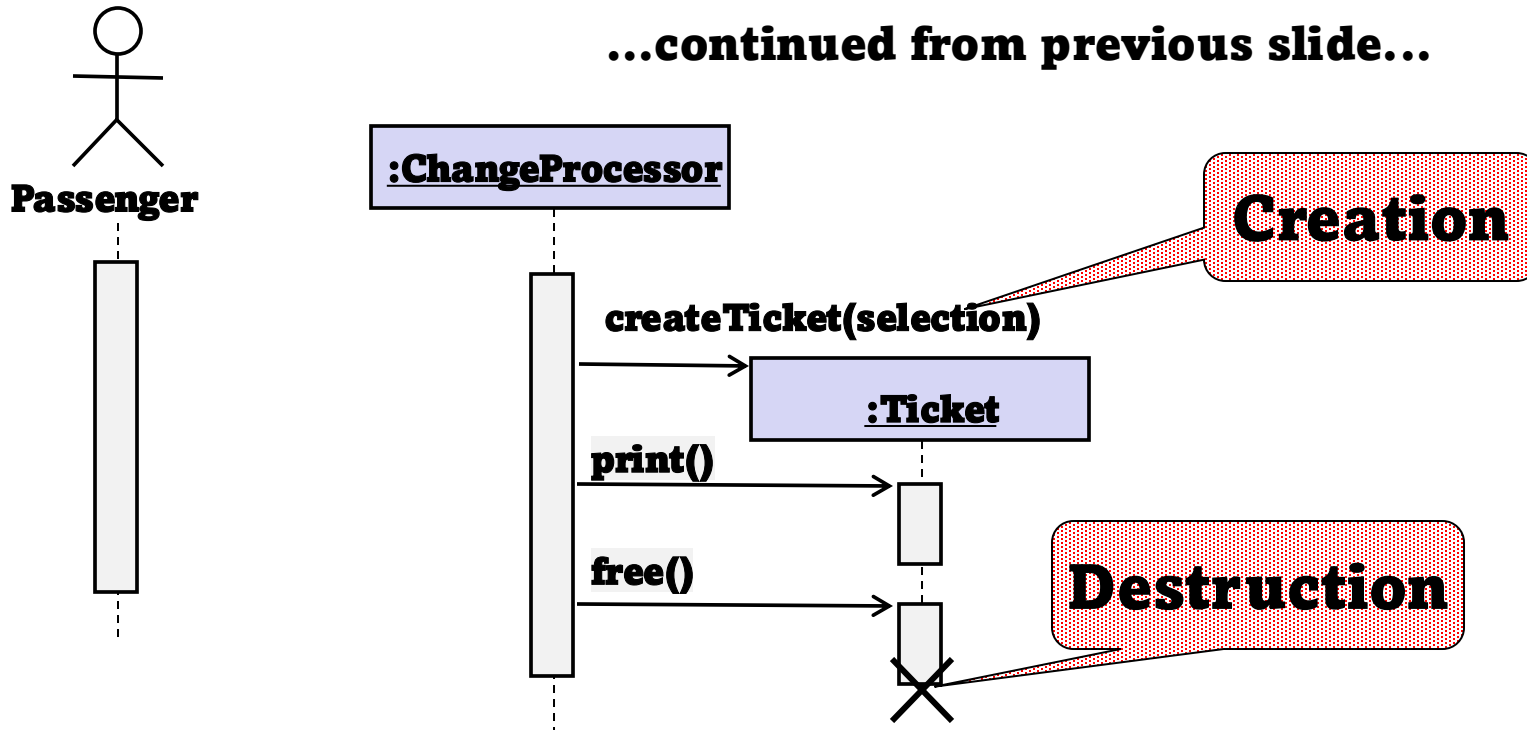 ...continued from previous slide...
:ChangeProcessor
Passenger
Creation
createTicket(selection)
:Ticket
print()
free()
Destruction